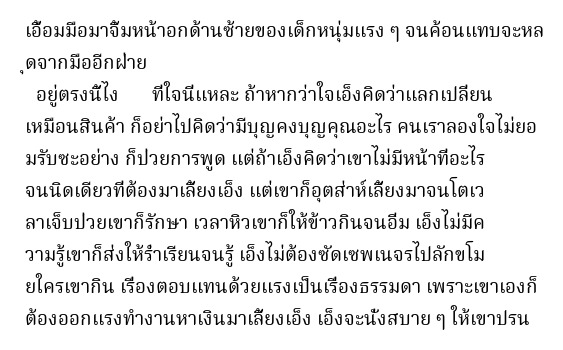 เอื้อมมือมาจิ้มหน้าอกด้านซ้ายของเด็กหนุ่มแรง ๆ จนค้อนแทบจะหล
ุดจากมืออีกฝ่าย
อยู่ตรงนี้ไง ที่ใจนี่แหละ ถ้าหากว่าใจเอ็งคิดว่าแลกเปลี่ยน
เหมือนสินค้า ก็อย่าไปคิดว่ามีบุญคงบุญคุณอะไร คนเราลองใจไม่ยอ
มรับซะอย่าง ก็ป่วยการพูด แต่ถ้าเอ็งคิดว่าเขาไม่มีหน้าที่อะไร
จนนิดเดียวที่ต้องมาเลี้ยงเอ็ง แต่เขาก็อุตส่าห์เลี้ยงมาจนโตเว
ลาเจ็บป่วยเขาก็รักษา เวลาหิวเขาก็ให้ข้าวกินจนอิ่ม เอ็งไม่มีค
วามรู้เขาก็ส่งให้ร่ำเรียนจนรู้ เอ็งไม่ต้องซัดเซพเนจรไปลักขโม
ยใครเขากิน เรื่องตอบแทนด้วยแรงเป็นเรื่องธรรมดา เพราะเขาเองก็
ต้องออกแรงทำงานหาเงินมาเลี้ยงเอ็ง เอ็งจะนั่งสบาย ๆ ให้เขาปรน